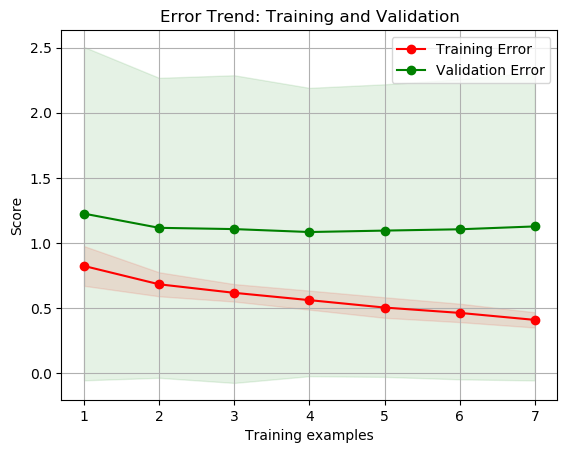 Error Trend: Training and Validation
2.5
2.0
1.5
1.0
0.5
0.0
Score
Training Error
Validation Error
1 2 3 4 5 6 7
Training examples